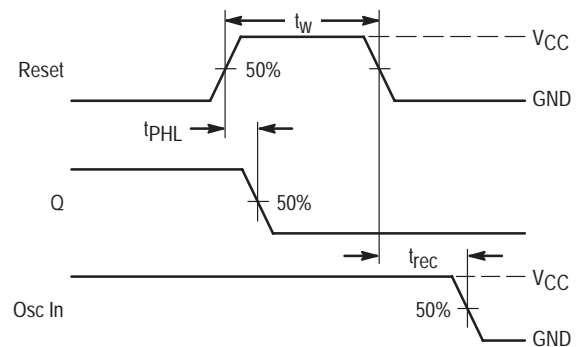 tw
VCC
Reset
50%
GND
tPHL
Q
50%
trec
VCC
Osc In
50%
GND